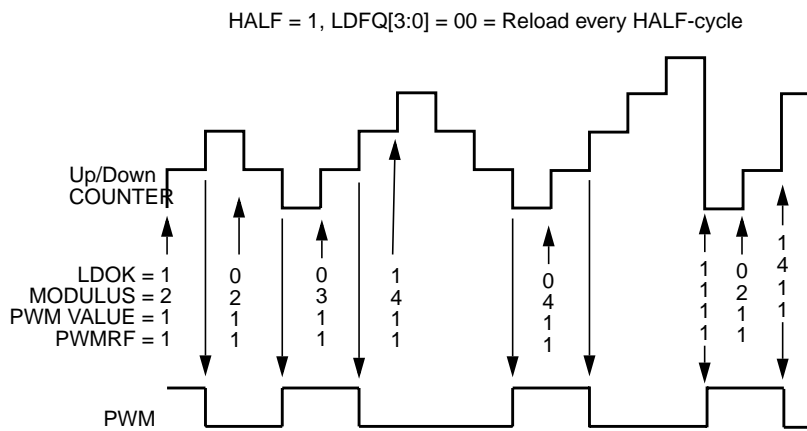 HALF = 1, LDFQ[3:0] = 00 = Reload every HALF-cycle
Up/Down
COUNTER
LDOK = 1 0 0 1 0 1 0 1
MODULUS = 2 2 3 4 4 1 2 4
PWM VALUE = 1 1 1 1 1 1 1 1
PWMRF = 1 1 1 1 1 1 1 1
PWM